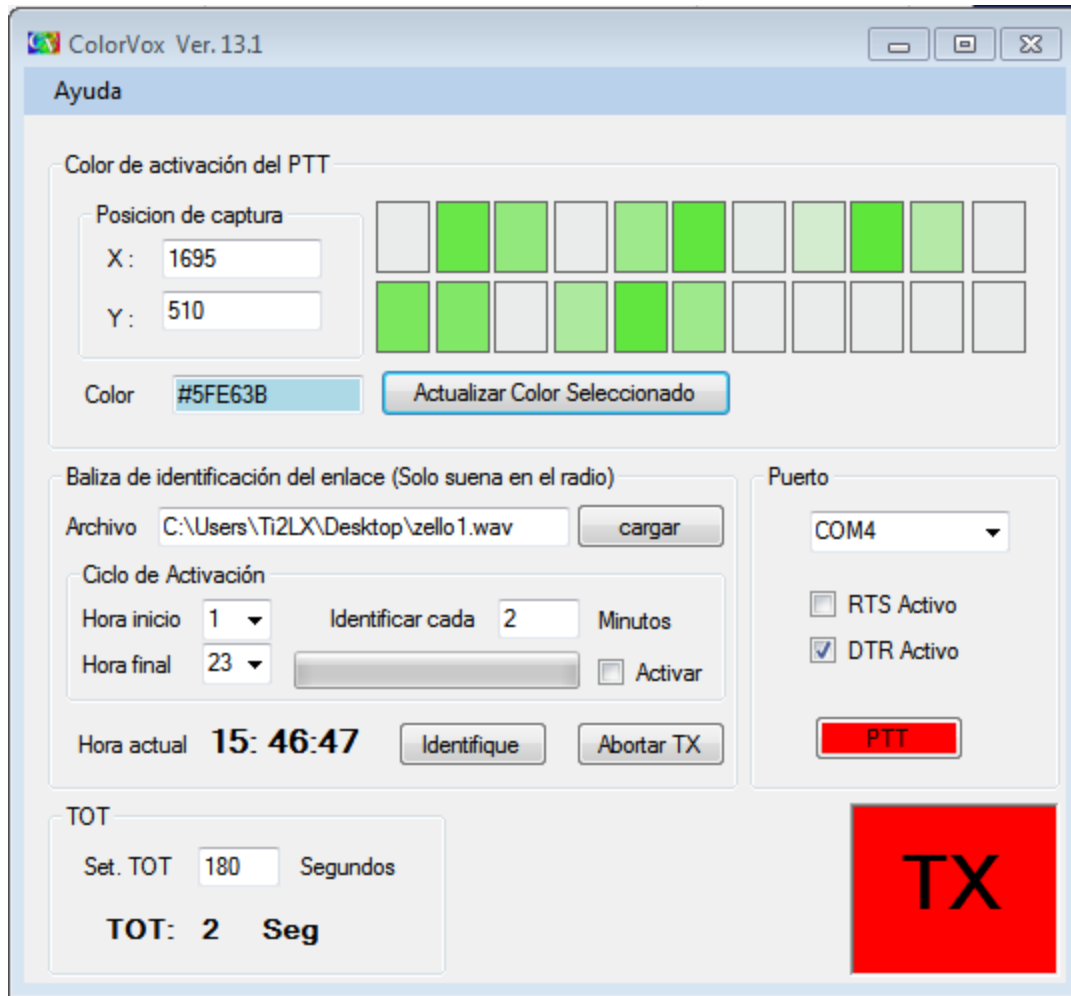 ColorVox Ver. 13.1
Ayuda
Color de activación del PTT
Posicion de captura
X : 1695
Y : 510
Color #5FE63B Actualizar Color Seleccionado
Baliza de identificación del enlace (Solo suena en el radio)
Archivo C:\Users\Ti2LX\Desktop\zello1.wav cargar
Ciclo de Activación
Hora inicio 1 Identificar cada 2 Minutos
Hora final 23 Activar
Hora actual 15: 46:47 Identifique Abortar TX
Puerto
COM4
RTS Activo
DTR Activo
PTT
TOT
Set. TOT 180 Segundos
TOT: 2 Seg
TX